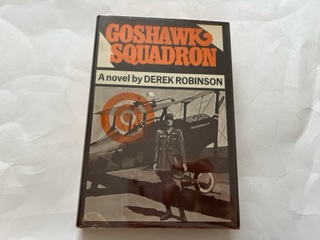 GOSHAWK
SQUADRON
A novel by DEREK ROBINSON